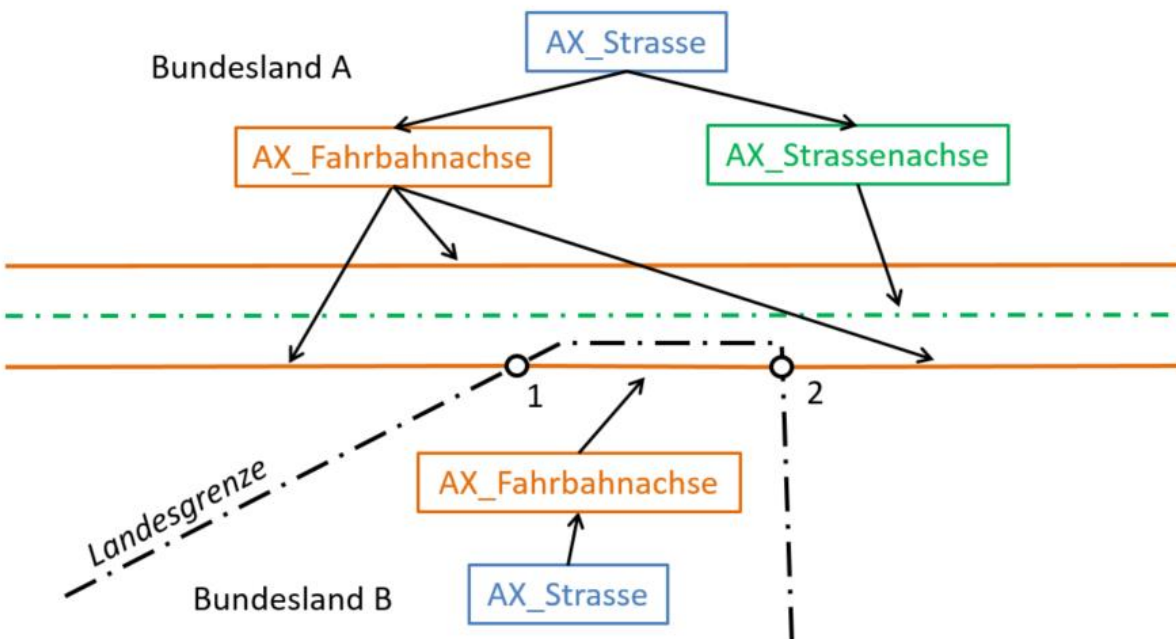 AX_Strasse
Bundesland A
AX_Fahrbahnachse
AX_Strassenachse
1
2
AX_Fahrbahnachse
Landesgrenze
AX_Strasse
Bundesland B